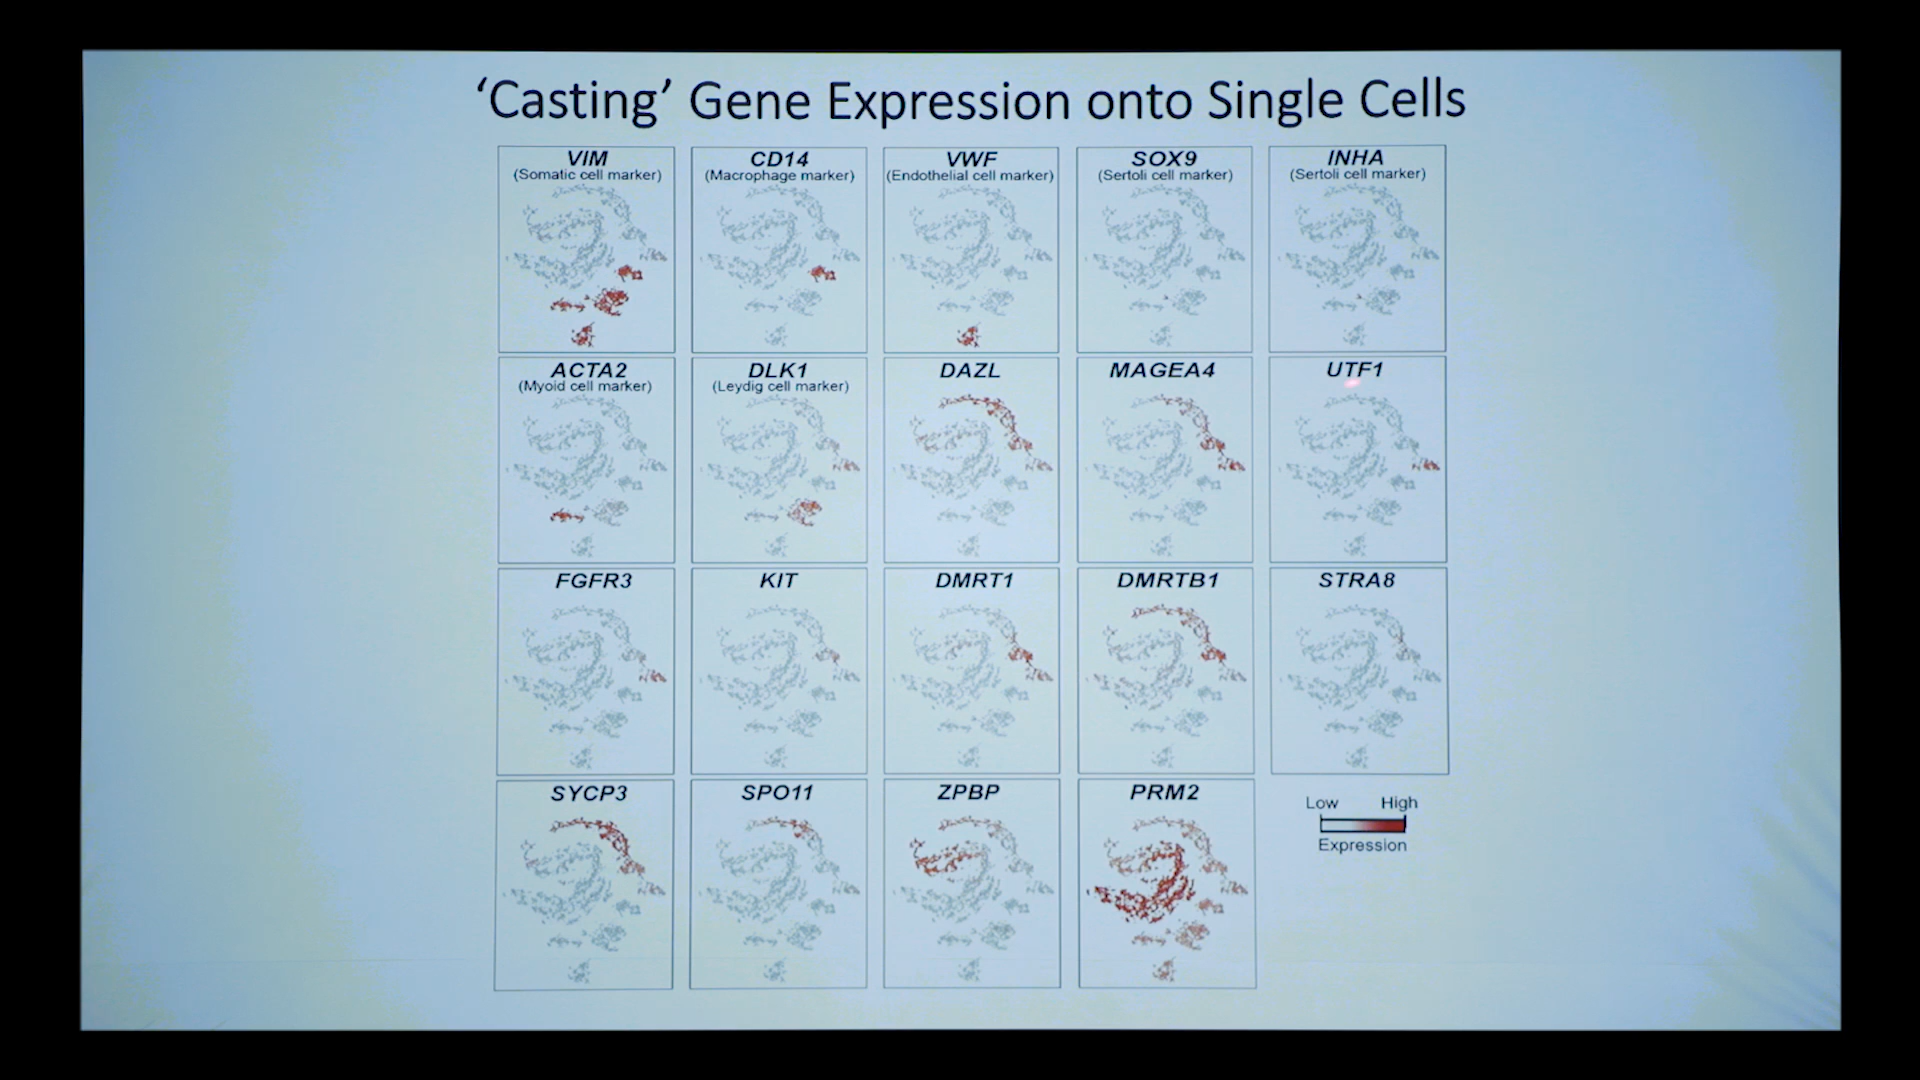 ‘Casting’ Gene Expression onto Single Cells
VIM
(Somatic cell marker)
CD14
(Macrophage marker)
VWF
(Endothelial cell marker)
SOX9
(Sertoli cell marker)
INHA
(Sertoli cell marker)
ACTA2
(Myoid cell marker)
DLK1
(Leydig cell marker)
DAZL
MAGEA4
UTF1
FGFR3
KIT
DMRT1
DMRTB1
STRA8
SYCP3
SPO11
ZPBP
PRM2
Low High
Expression